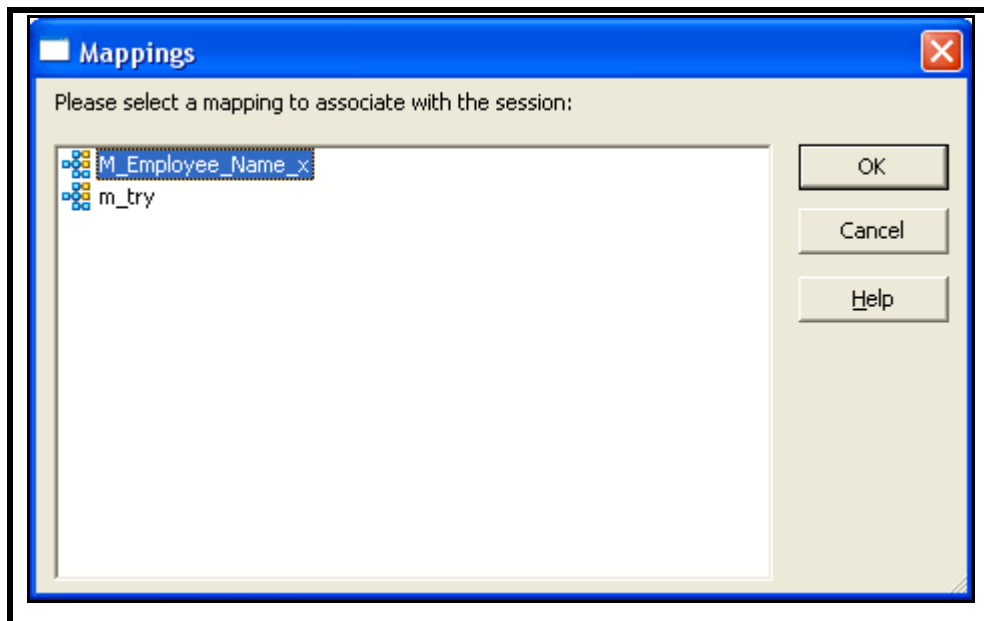 Mappings
Please select a mapping to associate with the session:
M_Employee_Name_x
m_try
OK
Cancel
Help